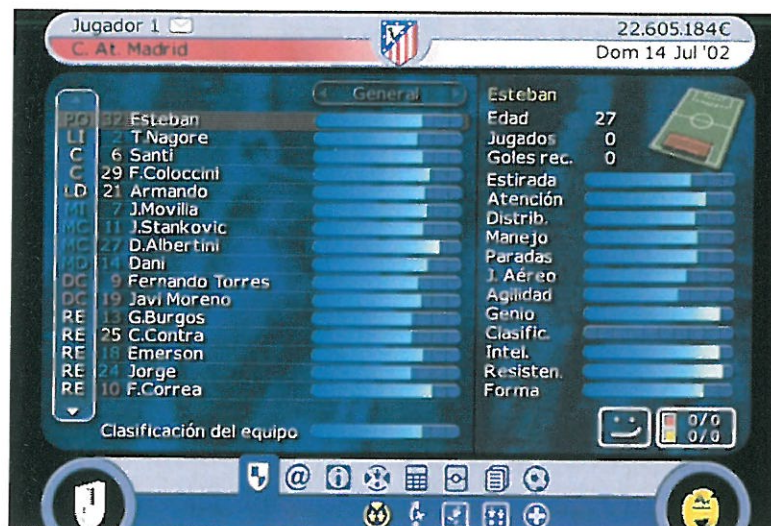 Jugador 1
22.605.184€
C. At. Madrid
Dom 14 Jul '02
General
PO 32 Esteban
LI 2 T.Nagore
C 6 Santi
C 29 F.Coloccini
LD 21 Armando
MI 7 J.Movilla
MC 11 J.Stankovic
MC 27 D.Albertini
MD 14 Dani
DC 9 Fernando Torres
DC 19 Javi Moreno
RE 13 G.Burgos
RE 25 C.Contra
RE 18 Emerson
RE 24 Jorge
RE 10 F.Correa
Clasificación del equipo
Esteban
Edad 27
Jugados 0
Goles rec. 0
Estirada
Atención
Distrib.
Manejo
Paradas
J. Aéreo
Agilidad
Genio
Clasific.
Intel.
Resisten.
Forma
0/0
0/0